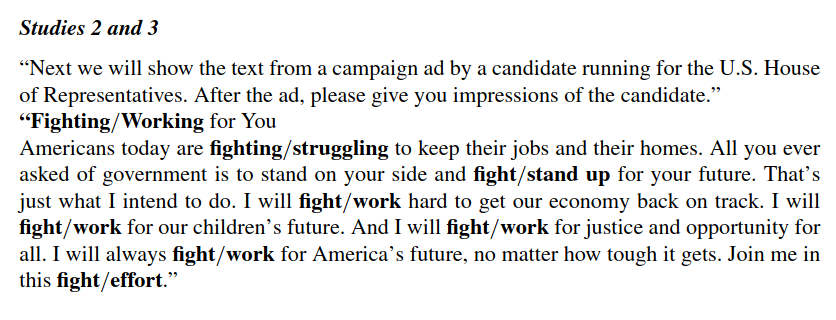 Studies 2 and 3
“Next we will show the text from a campaign ad by a candidate running for the U.S. House
of Representatives. After the ad, please give you impressions of the candidate.”
“Fighting/Working for You
Americans today are fighting/struggling to keep their jobs and their homes. All you ever
asked of government is to stand on your side and fight/stand up for your future. That’s
just what I intend to do. I will fight/work hard to get our economy back on track. I will
fight/work for our children’s future. And I will fight/work for justice and opportunity for
all. I will always fight/work for America’s future, no matter how tough it gets. Join me in
this fight/effort.”